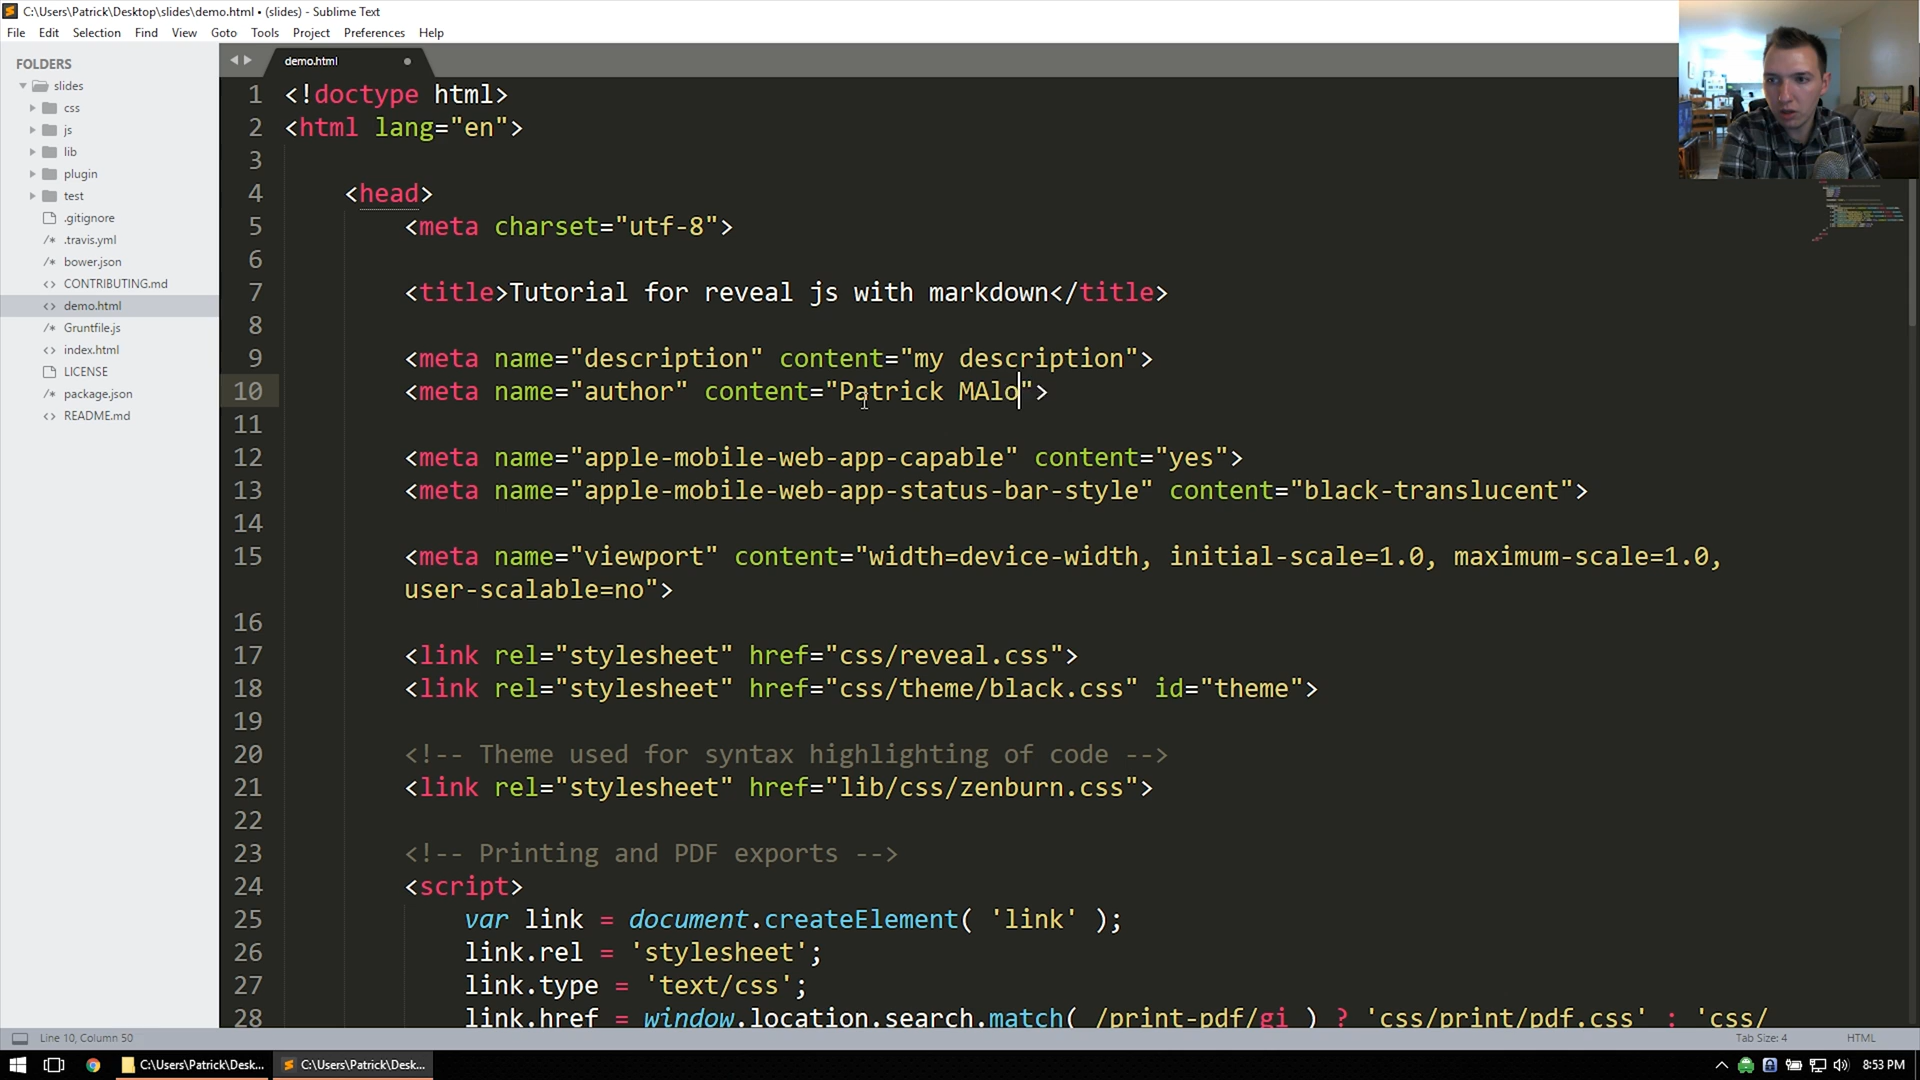 C:\Users\Patrick\Desktop\slides\demo.html • (slides) - Sublime Text
File Edit Selection Find View Goto Tools Project Preferences Help
FOLDERS
slides
css
js
lib
plugin
test
.gitignore
/* .travis.yml
/* bower.json
<> CONTRIBUTING.md
<> demo.html
/* Gruntfile.js
<> index.html
LICENSE
/* package.json
<> README.md
demo.html
1 <!doctype html>
2 <html lang="en">
3
4 <head>
5 <meta charset="utf-8">
6
7 <title>Tutorial for reveal js with markdown</title>
8
9 <meta name="description" content="my description">
10 <meta name="author" content="Patrick MAlo">
11
12 <meta name="apple-mobile-web-app-capable" content="yes">
13 <meta name="apple-mobile-web-app-status-bar-style" content="black-translucent">
14
15 <meta name="viewport" content="width=device-width, initial-scale=1.0, maximum-scale=1.0,
user-scalable=no">
16
17 <link rel="stylesheet" href="css/reveal.css">
18 <link rel="stylesheet" href="css/theme/black.css" id="theme">
19
20 <!-- Theme used for syntax highlighting of code -->
21 <link rel="stylesheet" href="lib/css/zenburn.css">
22
23 <!-- Printing and PDF exports -->
24 <script>
25 var link = document.createElement( 'link' );
26 link.rel = 'stylesheet';
27 link.type = 'text/css';
28 link.href = window.location.search.match( /print-pdf/gi ) ? 'css/print/pdf.css' : 'css/
Line 10, Column 50
Tab Size: 4
HTML
C:\Users\Patrick\Desk...
C:\Users\Patrick\Desk...
8:53 PM